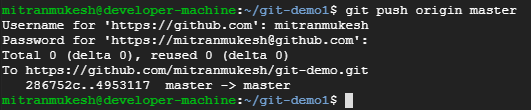 mitranmukesh@developer-machine:~/git-demo1$ git push origin master
Username for 'https://github.com': mitranmukesh
Password for 'https://mitranmukesh@github.com':
Total 0 (delta 0), reused 0 (delta 0)
To https://github.com/mitranmukesh/git-demo.git
   286752c..4953117  master -> master
mitranmukesh@developer-machine:~/git-demo1$